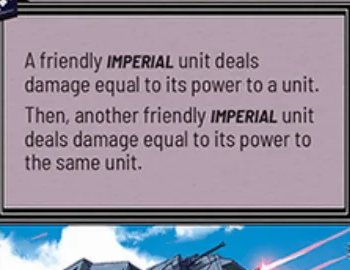 A friendly IMPERIAL unit deals
damage equal to its power to a unit.
Then, another friendly IMPERIAL unit
deals damage equal to its power to
the same unit.